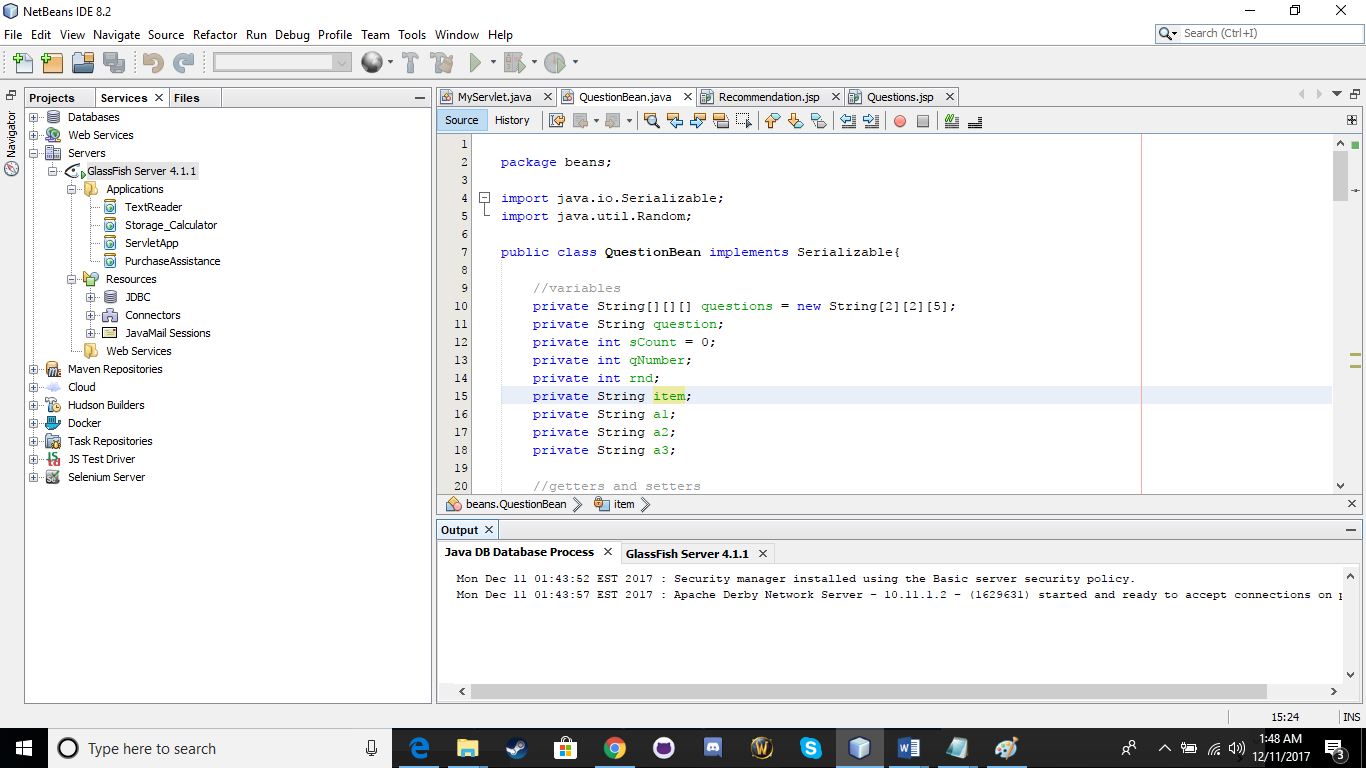 NetBeans IDE 8.2
File Edit View Navigate Source Refactor Run Debug Profile Team Tools Window Help
Search (Ctrl+I)
Projects Services Files
Navigator
Databases
Web Services
Servers
GlassFish Server 4.1.1
Applications
TextReader
Storage_Calculator
ServletApp
PurchaseAssistance
Resources
JDBC
Connectors
JavaMail Sessions
Web Services
Maven Repositories
Cloud
Hudson Builders
Docker
Task Repositories
JS Test Driver
Selenium Server
MyServlet.java QuestionBean.java Recommendation.jsp Questions.jsp
Source History
1
2 package beans;
3
4 import java.io.Serializable;
5 import java.util.Random;
6
7 public class QuestionBean implements Serializable{
8
9 //variables
10 private String[][][] questions = new String[2][2][5];
11 private String question;
12 private int sCount = 0;
13 private int qNumber;
14 private int rnd;
15 private String item;
16 private String a1;
17 private String a2;
18 private String a3;
19
20 //getters and setters
beans.QuestionBean item
Output
Java DB Database Process GlassFish Server 4.1.1
Mon Dec 11 01:43:52 EST 2017 : Security manager installed using the Basic server security policy.
Mon Dec 11 01:43:57 EST 2017 : Apache Derby Network Server - 10.11.1.2 - (1629631) started and ready to accept connections on p
15:24 INS
Type here to search
1:48 AM
12/11/2017
3